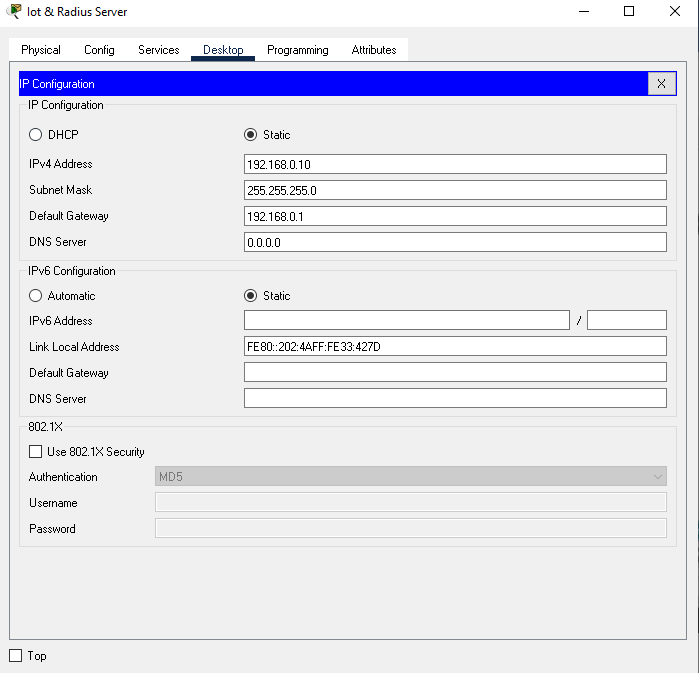 Iot & Radius Server
Physical Config Services Desktop Programming Attributes
IP Configuration X
IP Configuration
DHCP Static
IPv4 Address 192.168.0.10
Subnet Mask 255.255.255.0
Default Gateway 192.168.0.1
DNS Server 0.0.0.0
IPv6 Configuration
Automatic Static
IPv6 Address /
Link Local Address FE80::202:4AFF:FE33:427D
Default Gateway
DNS Server
802.1X
Use 802.1X Security
Authentication MD5
Username
Password
Top